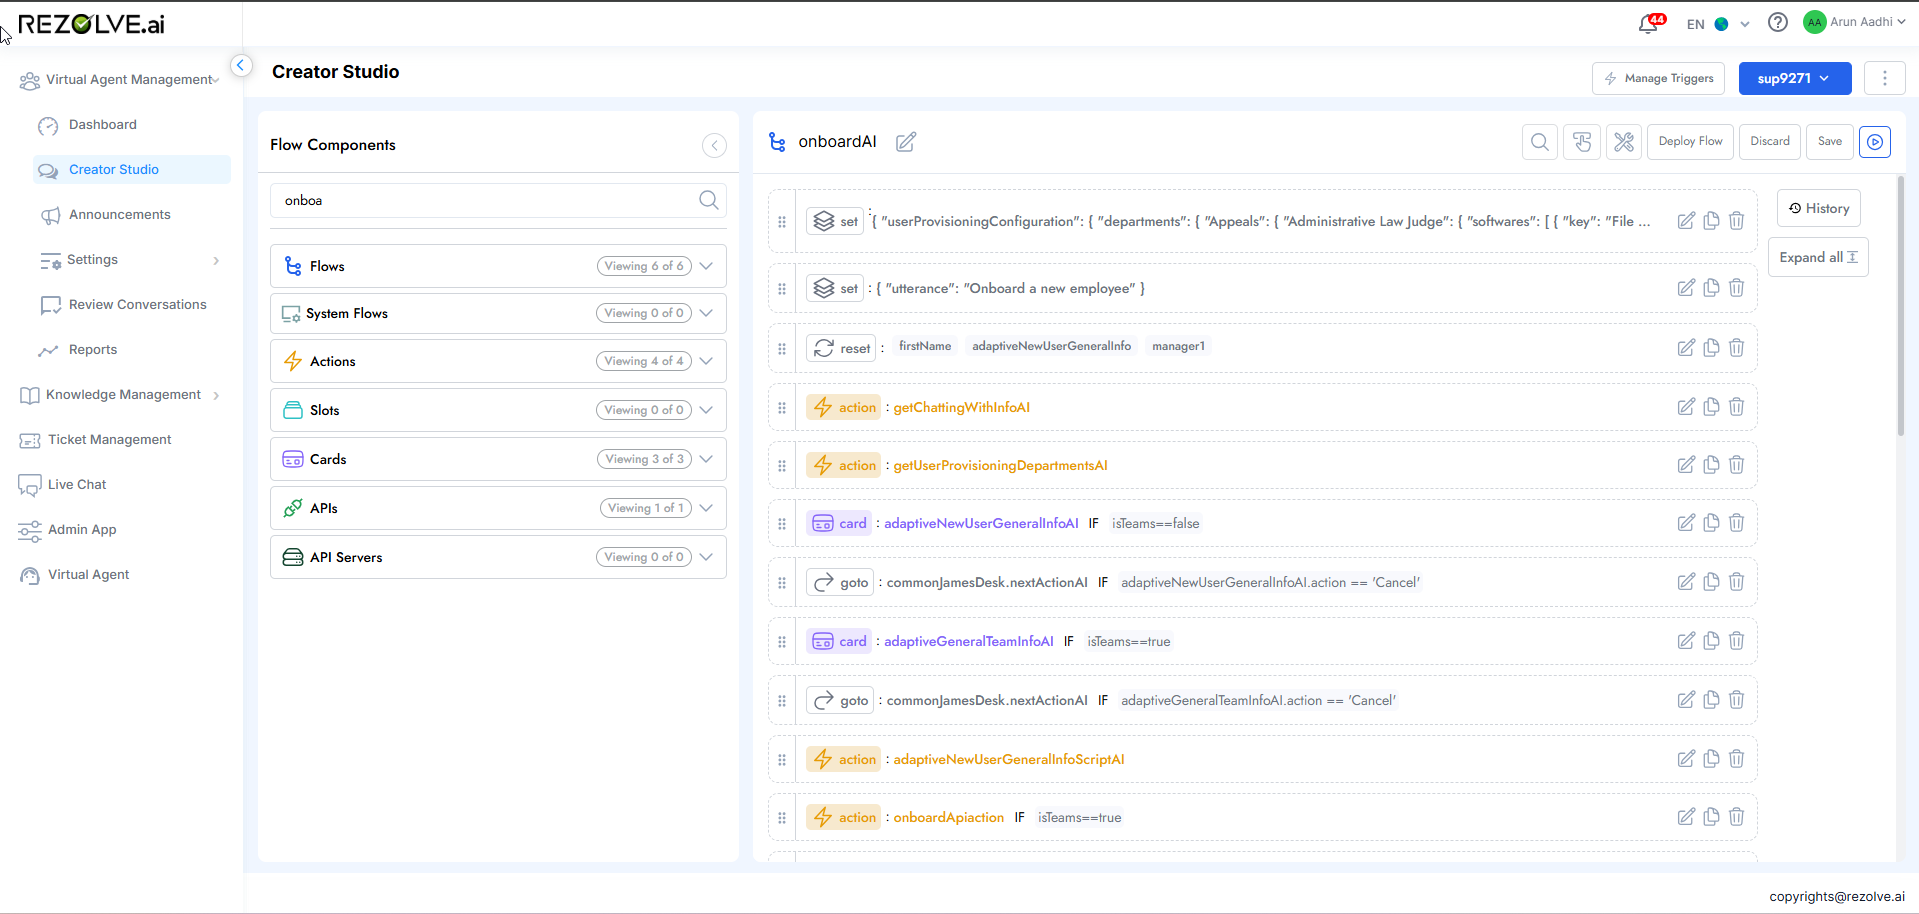 REZOLVE.ai
44
EN
AA
Arun Aadhi
Virtual Agent Management
Dashboard
Creator Studio
Announcements
Settings
Review Conversations
Reports
Knowledge Management
Ticket Management
Live Chat
Admin App
Virtual Agent
Creator Studio
Manage Triggers
sup9271
Flow Components
onboa
Flows
Viewing 6 of 6
System Flows
Viewing 0 of 0
Actions
Viewing 4 of 4
Slots
Viewing 0 of 0
Cards
Viewing 3 of 3
APIs
Viewing 1 of 1
API Servers
Viewing 0 of 0
onboardAI
Deploy Flow
Discard
Save
set : { "userProvisioningConfiguration": { "departments": { "Appeals": { "Administrative Law Judge": { "softwares": [ { "key": "File ...
set : { "utterance": "Onboard a new employee" }
reset : firstName adaptiveNewUserGeneralInfo manager1
action : getChattingWithInfoAI
action : getUserProvisioningDepartmentsAI
card : adaptiveNewUserGeneralInfoAI IF isTeams==false
goto : commonJamesDesk.nextActionAI IF adaptiveNewUserGeneralInfoAI.action == 'Cancel'
card : adaptiveGeneralTeamInfoAI IF isTeams==true
goto : commonJamesDesk.nextActionAI IF adaptiveGeneralTeamInfoAI.action == 'Cancel'
action : adaptiveNewUserGeneralInfoScriptAI
action : onboardApiaction IF isTeams==true
History
Expand all
copyrights@rezolve.ai